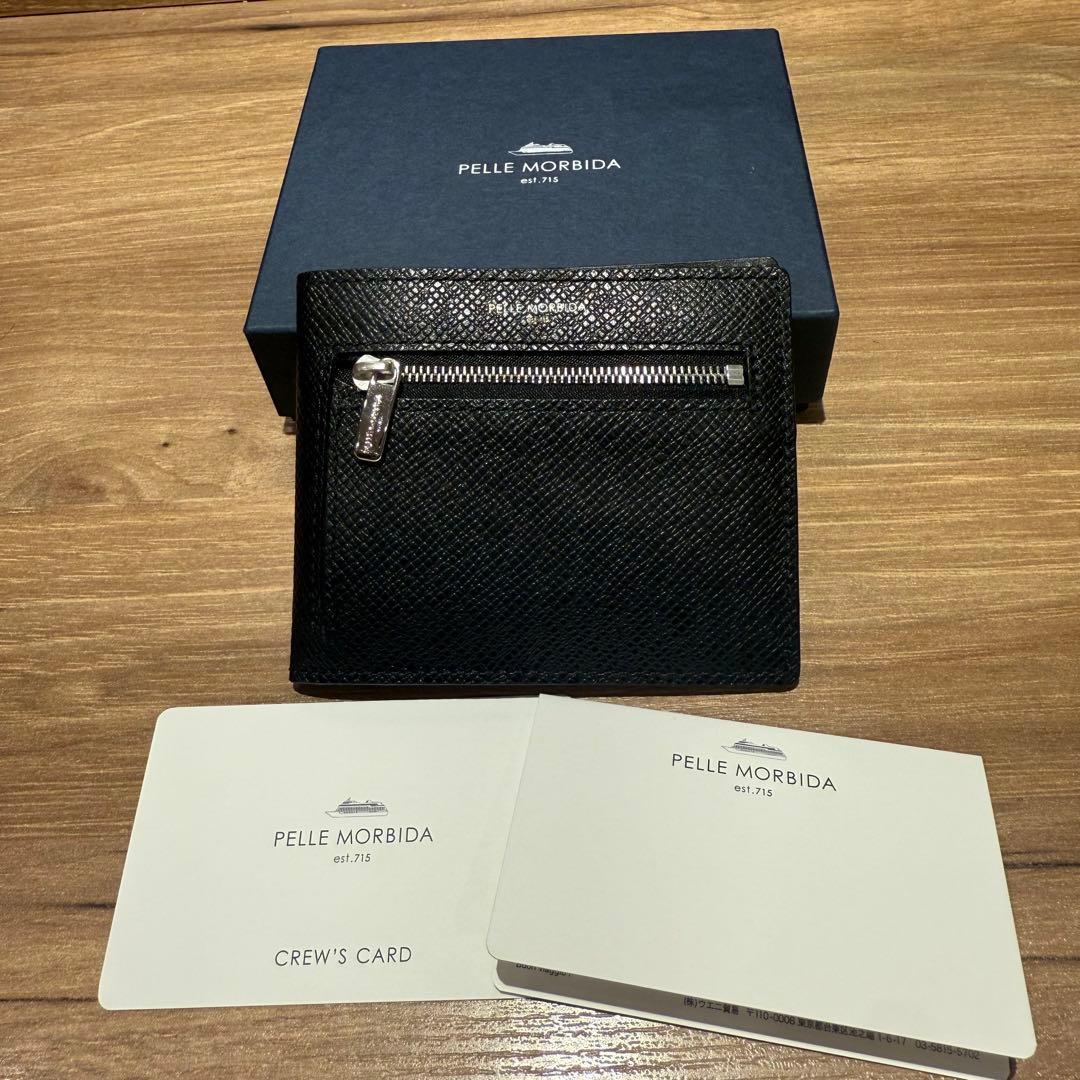 PELLE MORBIDA
est.715
PELLE MORBIDA
PELLE MORBIDA
est.715
CREW'S CARD
PELLE MORBIDA
est.715
Buon viaggio!
(株)ウエニ貿易 〒110-0008 東京都台東区池之端 1-6-17 03-5815-5702